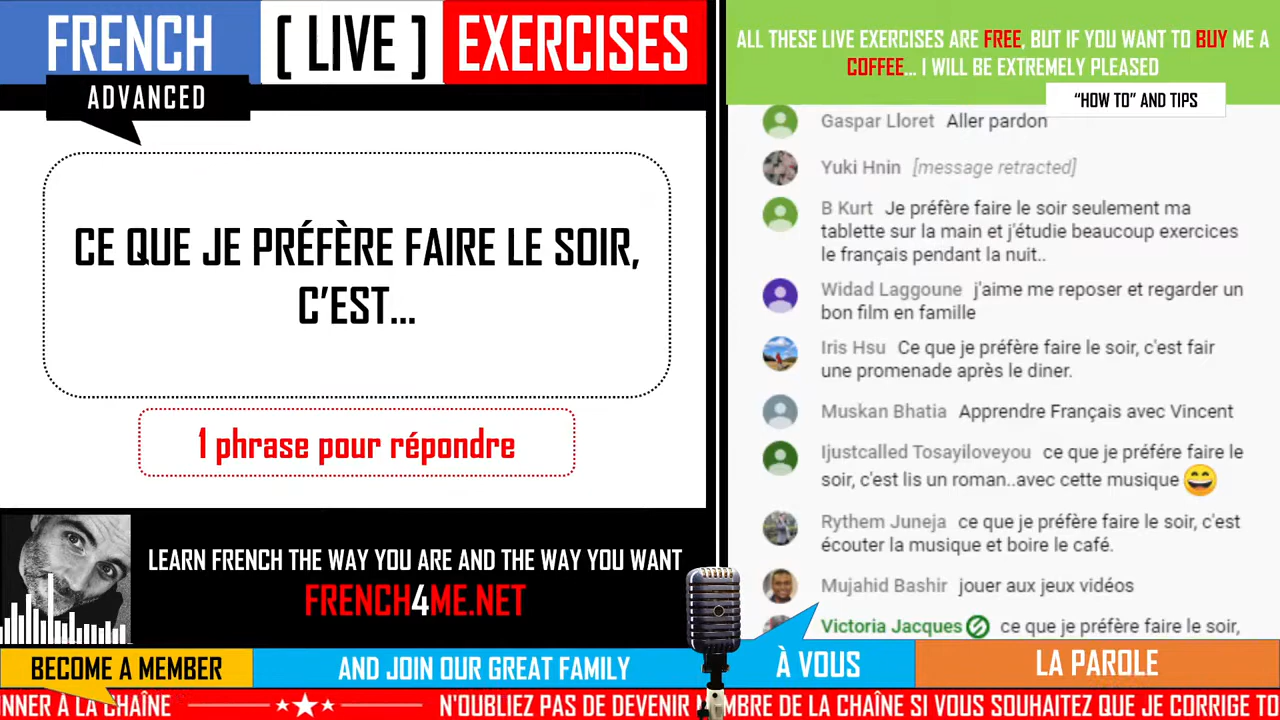 FRENCH [ LIVE ] EXERCISES
ADVANCED
CE QUE JE PRÉFÈRE FAIRE LE SOIR,
C'EST...
1 phrase pour répondre
LEARN FRENCH THE WAY YOU ARE AND THE WAY YOU WANT
FRENCH4ME.NET
BECOME A MEMBER
AND JOIN OUR GREAT FAMILY
ALL THESE LIVE EXERCISES ARE FREE, BUT IF YOU WANT TO BUY ME A
COFFEE... I WILL BE EXTREMELY PLEASED
“HOW TO” AND TIPS
Gaspar Lloret Aller pardon
Yuki Hnin [message retracted]
B Kurt Je préfère faire le soir seulement ma
tablette sur la main et j'étudie beaucoup exercices
le français pendant la nuit..
Widad Laggoune j'aime me reposer et regarder un
bon film en famille
Iris Hsu Ce que je préfère faire le soir, c'est fair
une promenade après le diner.
Muskan Bhatia Apprendre Français avec Vincent
Ijustcalled Tosayiloveyou ce que je préfére faire le
soir, c'est lis un roman..avec cette musique
Rythem Juneja ce que je préfère faire le soir, c'est
écouter la musique et boire le café.
Mujahid Bashir jouer aux jeux vidéos
Victoria Jacques ce que je préfère faire le soir,
À VOUS
LA PAROLE
NNER À LA CHAÎNE N'OUBLIEZ PAS DE DEVENIR MBRE DE LA CHAÎNE SI VOUS SOUHAITEZ QUE JE CORRIGE TO